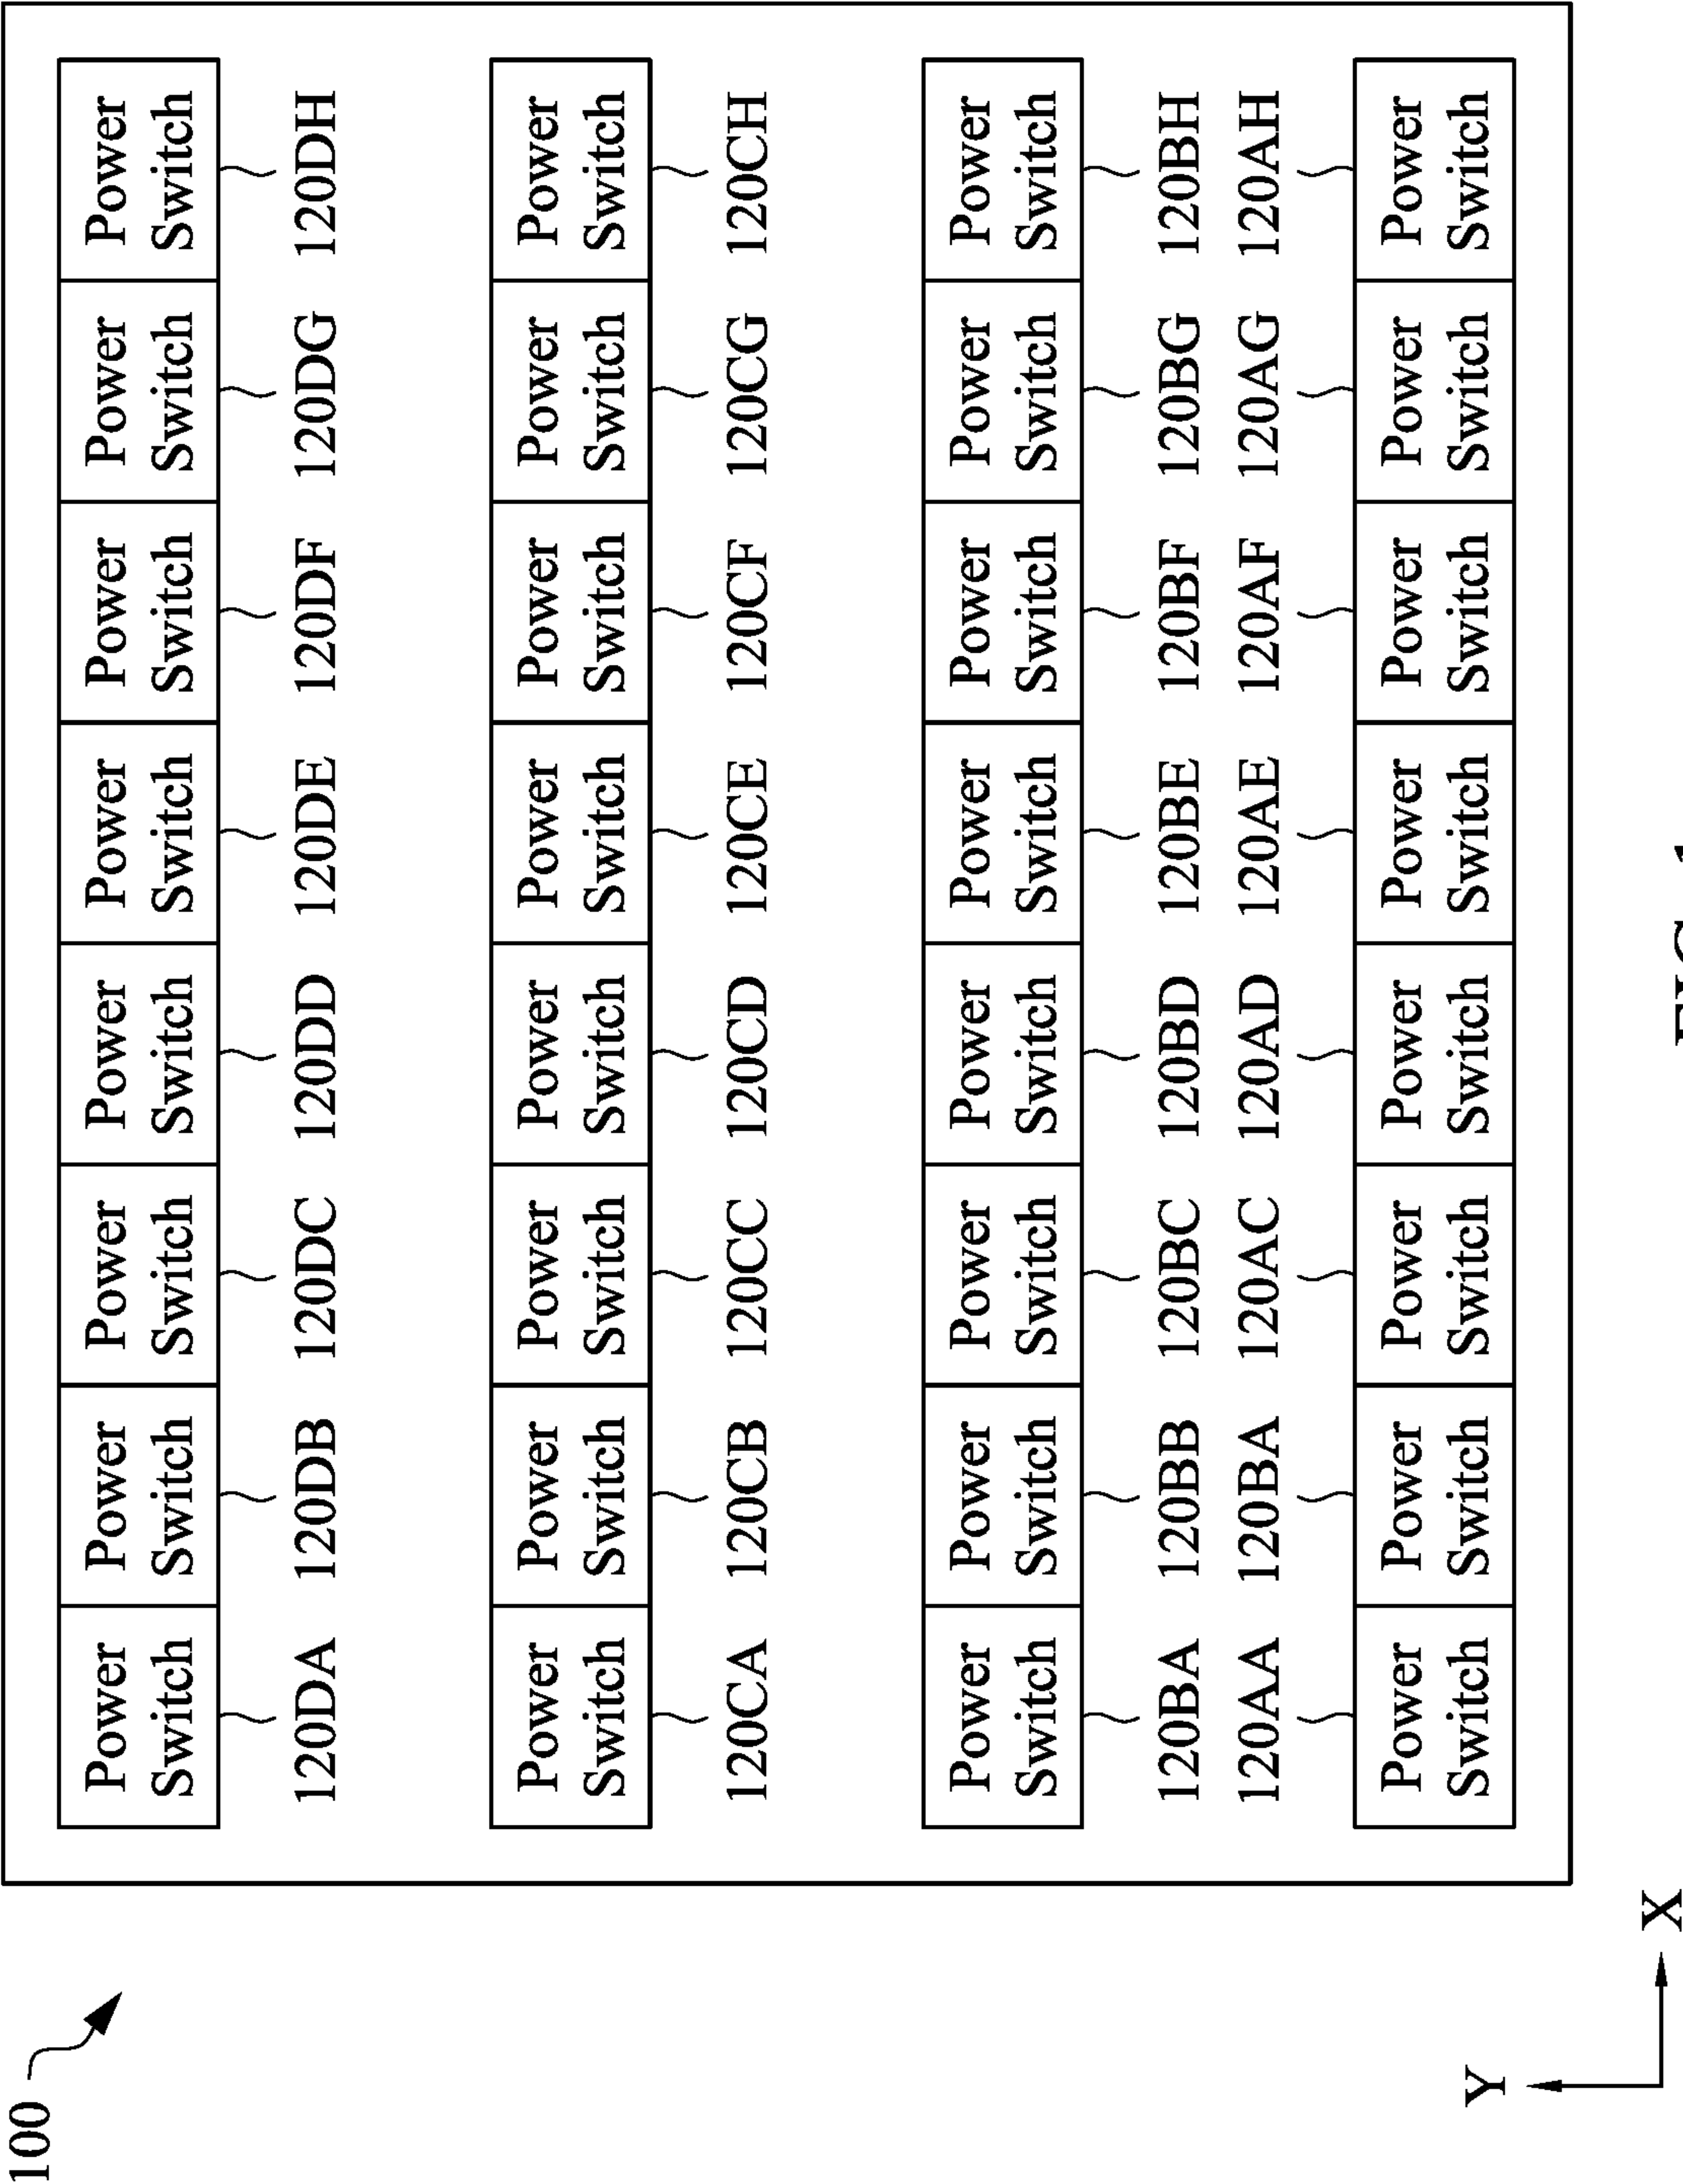 100
Power Power Power Power Power Power Power Power
Switch Switch Switch Switch Switch Switch Switch Switch
120DA 120DB 120DC 120DD 120DE 120DF 120DG 120DH
Power Power Power Power Power Power Power Power
Switch Switch Switch Switch Switch Switch Switch Switch
120CA 120CB 120CC 120CD 120CE 120CF 120CG 120CH
Power Power Power Power Power Power Power Power
Switch Switch Switch Switch Switch Switch Switch Switch
120BA 120BB 120BC 120BD 120BE 120BF 120BG 120BH
120AA 120BA 120AC 120AD 120AE 120AF 120AG 120AH
Power Power Power Power Power Power Power Power
Switch Switch Switch Switch Switch Switch Switch Switch
Y
X